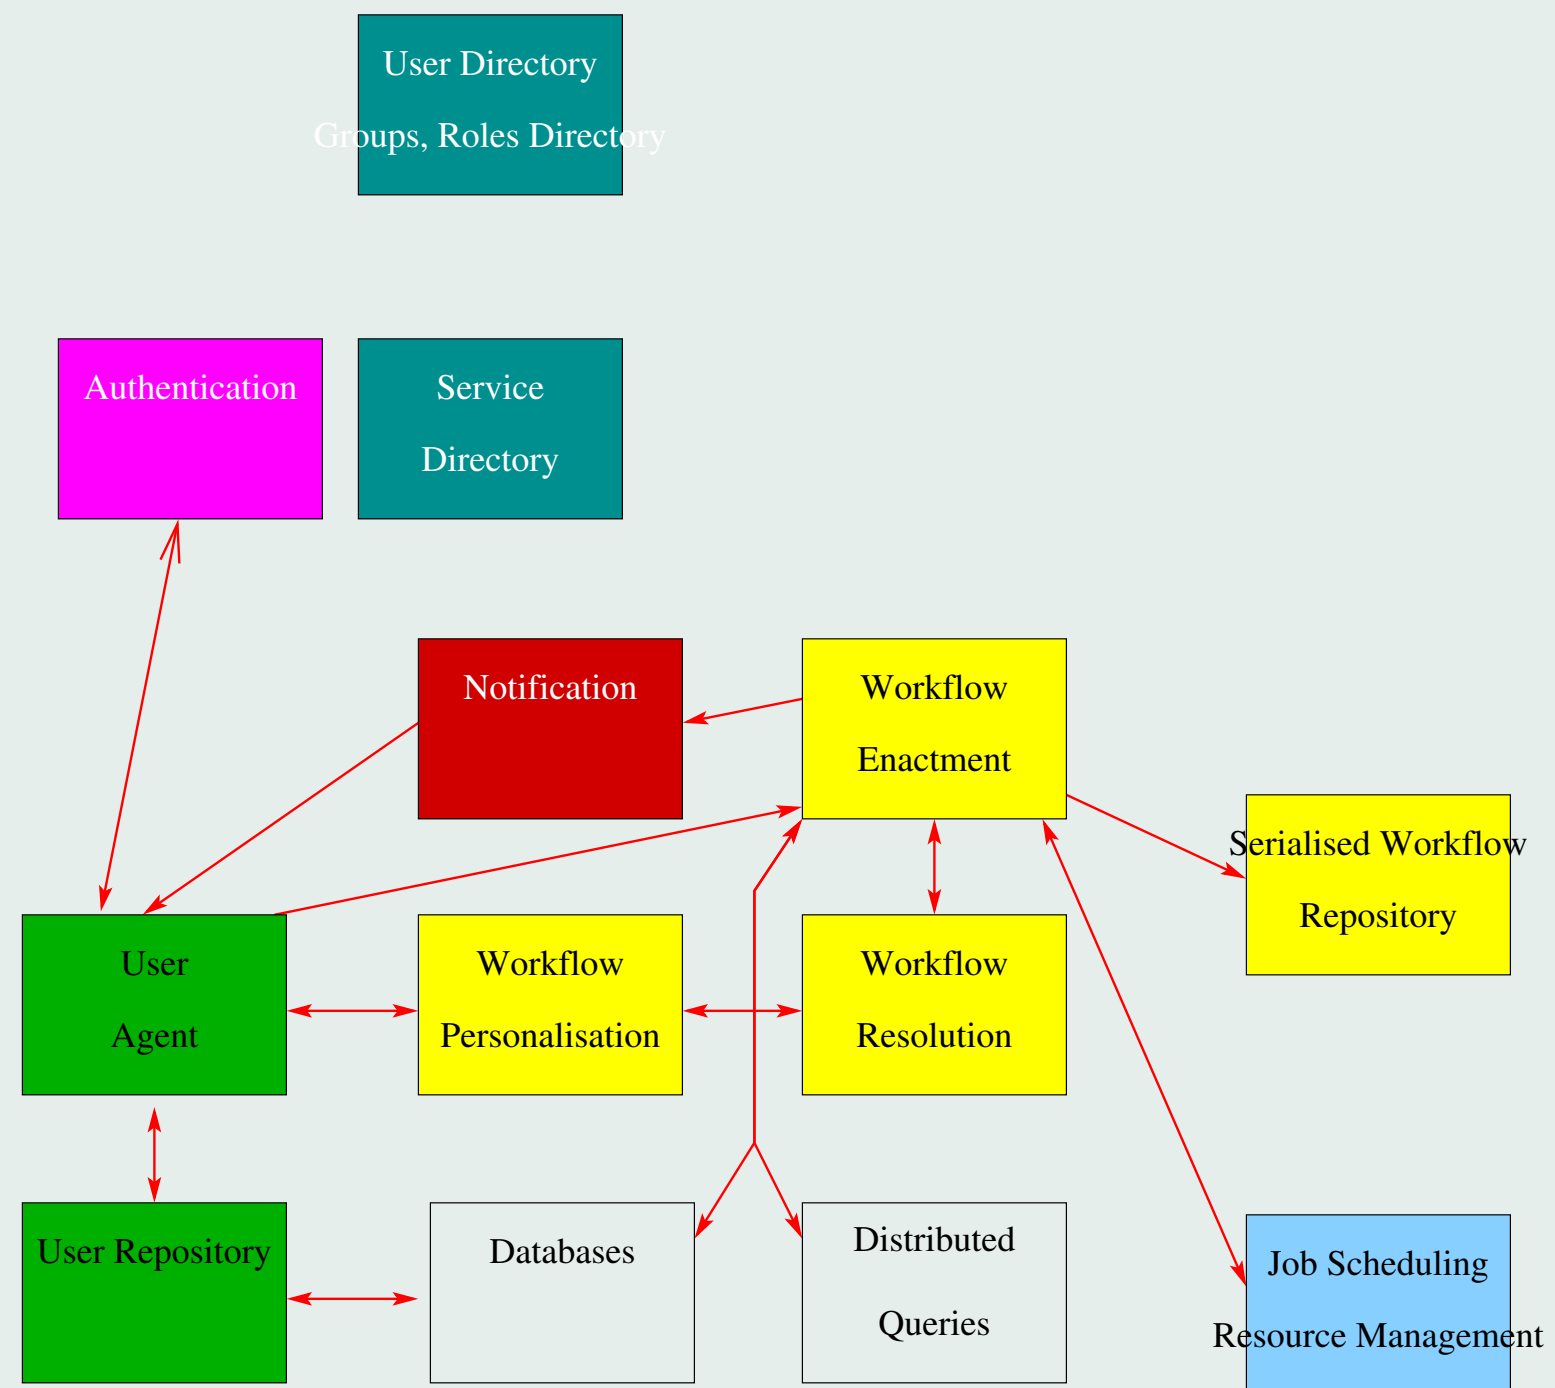 User Directory
Groups, Roles Directory
Authentication
Service
Directory
Notification
Workflow
Enactment
Serialised Workflow
Repository
User
Agent
Workflow
Personalisation
Workflow
Resolution
User Repository
Databases
Distributed
Queries
Job Scheduling
Resource Management